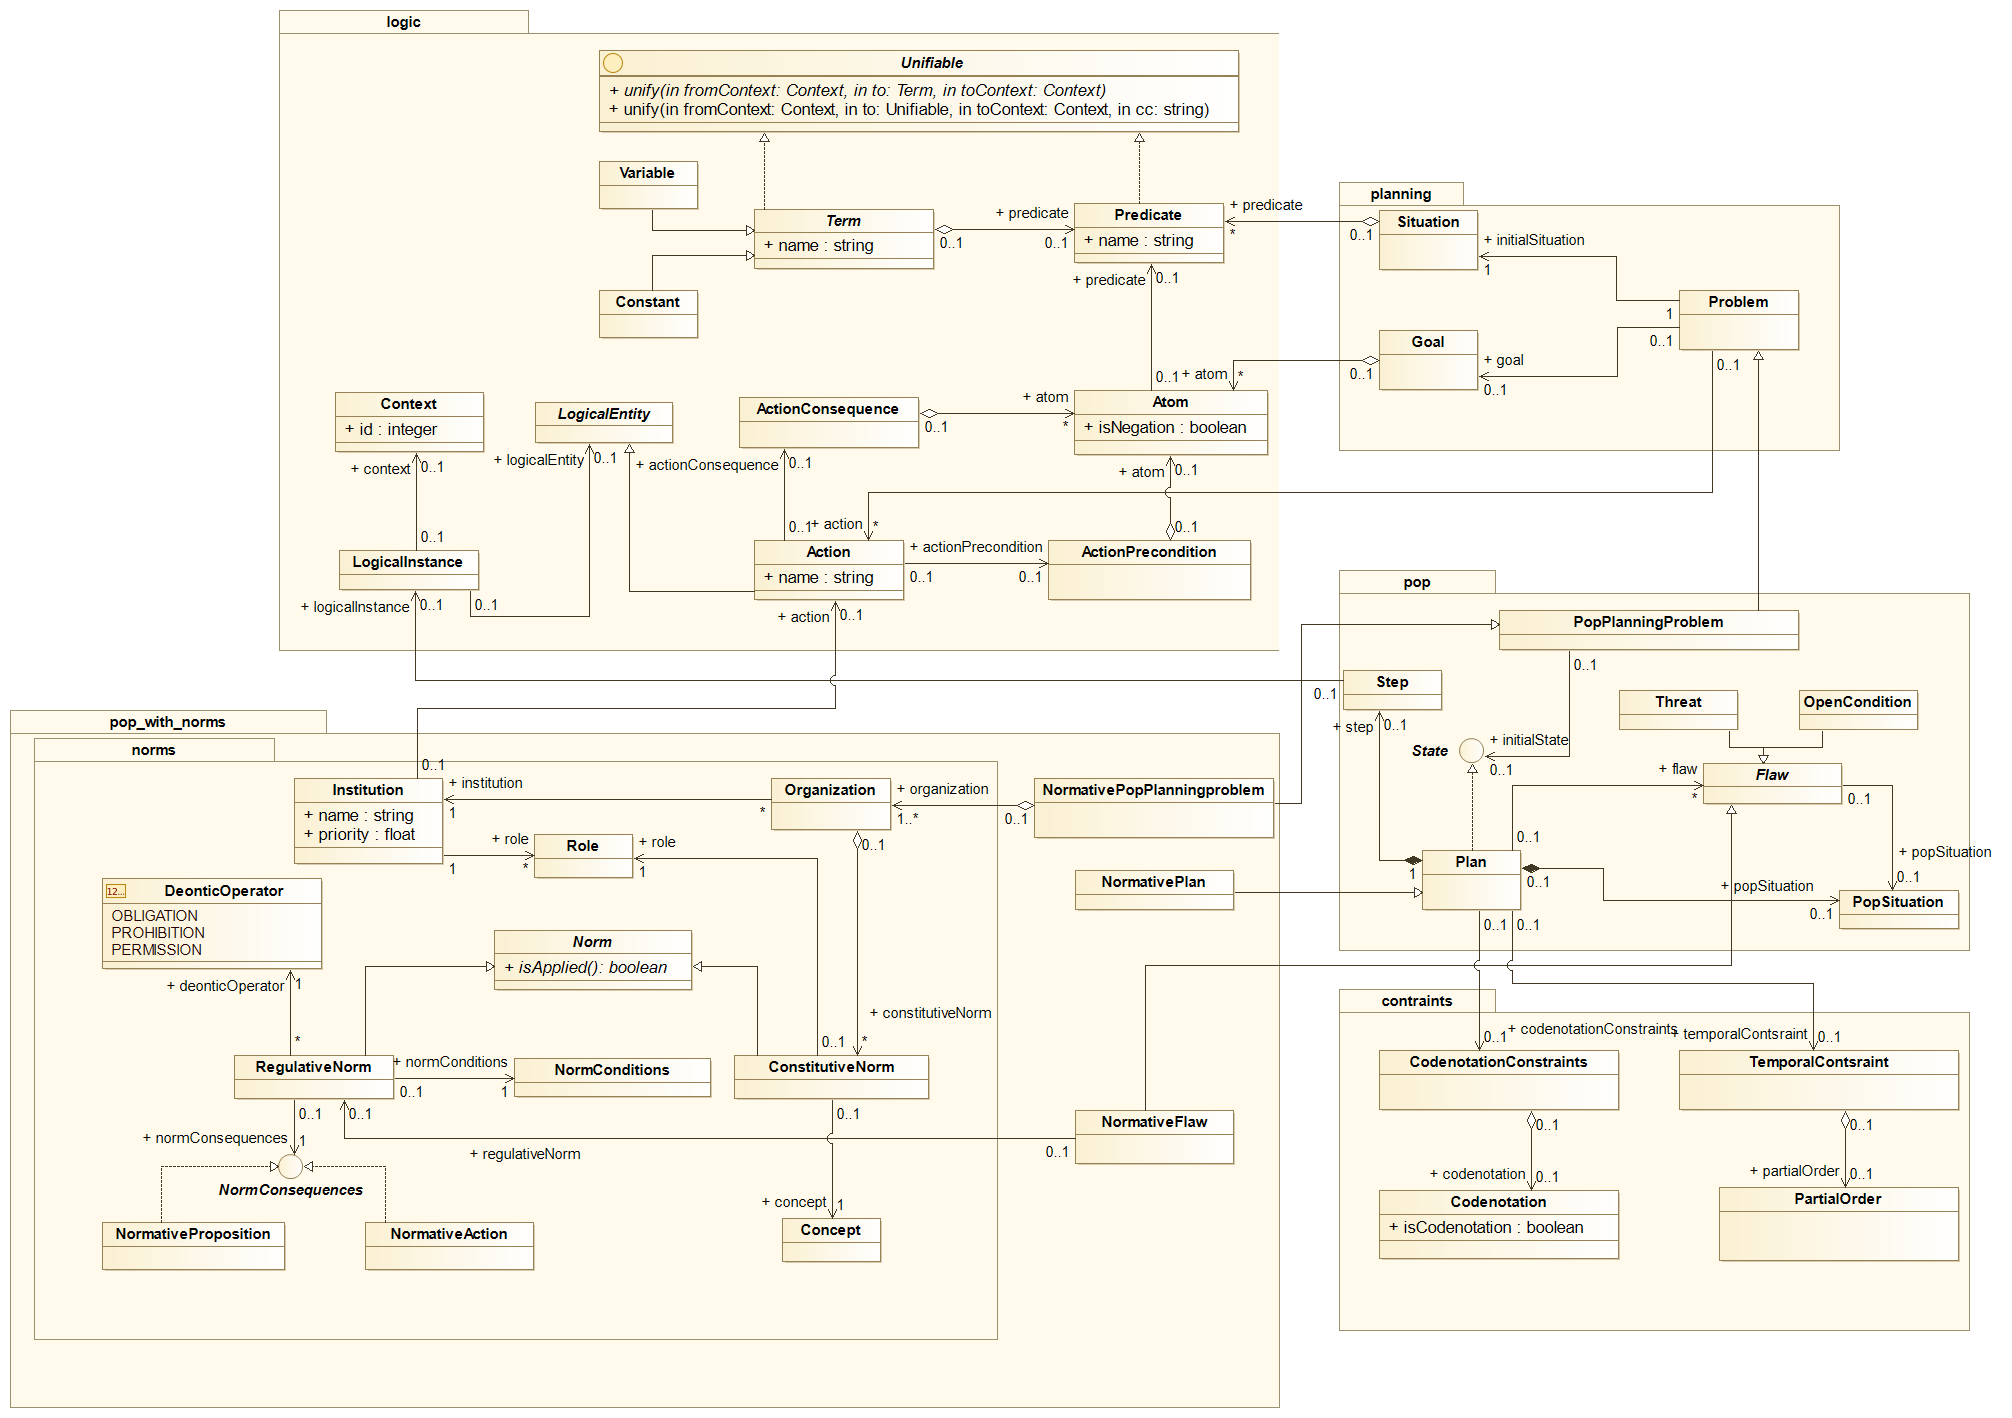 logic
Unifiable
+ unify(in fromContext: Context, in to: Term, in toContext: Context)
+ unify(in fromContext: Context, in to: Unifiable, in toContext: Context, in cc: string)
Variable
Term
+ name : string
0..1
+ predicate
0..1
Predicate
+ name : string
Constant
+ predicate
0..1
planning
+ predicate
*
0..1
Situation
+ initialSituation
1
Problem
1
0..1
0..1
Goal
+ goal
0..1
0..1
0..1
+ atom
*
Context
+ id : integer
LogicalEntity
ActionConsequence
0..1
+ atom
*
Atom
+ isNegation : boolean
+ context
0..1
+ logicalEntity
0..1
+ actionConsequence
0..1
+ atom
0..1
0..1
LogicalInstance
0..1
0..1
+ action
*
Action
+ name : string
+ actionPrecondition
0..1
0..1
0..1
ActionPrecondition
+ logicalInstance
0..1
0..1
+ action
0..1
pop
PopPlanningProblem
0..1
Step
0..1
+ step
0..1
Threat
OpenCondition
State
+ initialState
0..1
+ flaw
*
Flaw
0..1
0..1
Plan
1
0..1
+ popSituation
0..1
+ popSituation
0..1
PopSituation
0..1
0..1
pop_with_norms
norms
0..1
Institution
+ name : string
+ priority : float
+ institution
1
*
Organization
+ organization
1..*
0..1
NormativePopPlanningproblem
1
+ role
*
Role
+ role
1
0..1
NormativePlan
DeonticOperator
OBLIGATION
PROHIBITION
PERMISSION
Norm
+ isApplied(): boolean
+ deonticOperator
1
*
+ constitutiveNorm
0..1
*
RegulativeNorm
+ normConditions
0..1
1
NormConditions
ConstitutiveNorm
0..1
0..1
0..1
+ normConsequences
1
+ regulativeNorm
0..1
NormativeFlaw
NormConsequences
+ concept
1
NormativeProposition
NormativeAction
Concept
contraints
0..1
+ codenotationConstraints
+ temporalContsraint
0..1
CodenotationConstraints
TemporalContsraint
0..1
0..1
+ codenotation
0..1
+ partialOrder
0..1
Codenotation
+ isCodenotation : boolean
PartialOrder